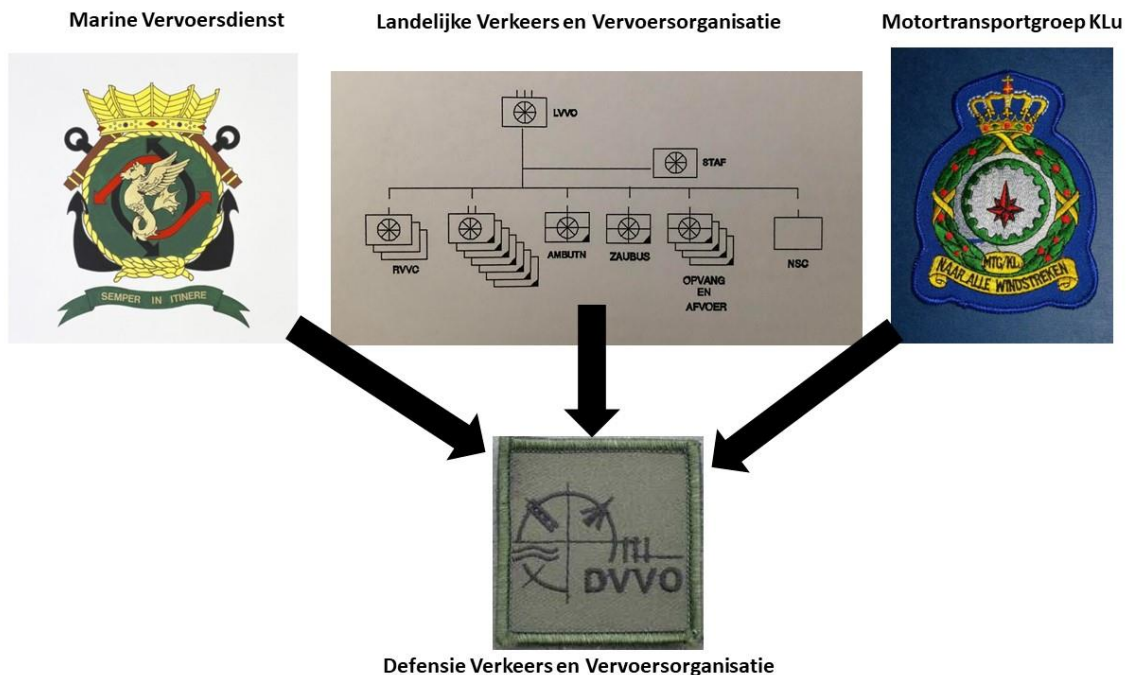 Marine Vervoersdienst
Landelijke Verkeers en Vervoersorganisatie
Motortransportgroep KLu
SEMPER IN ITINERE
LVVO
STAF
RVVC
AMBUTN
ZAUBUS
OPVANG
EN
AFVOER
NSC
MTG/KLu
NAAR ALLE WINDSTREKEN
DVVO
Defensie Verkeers en Vervoersorganisatie